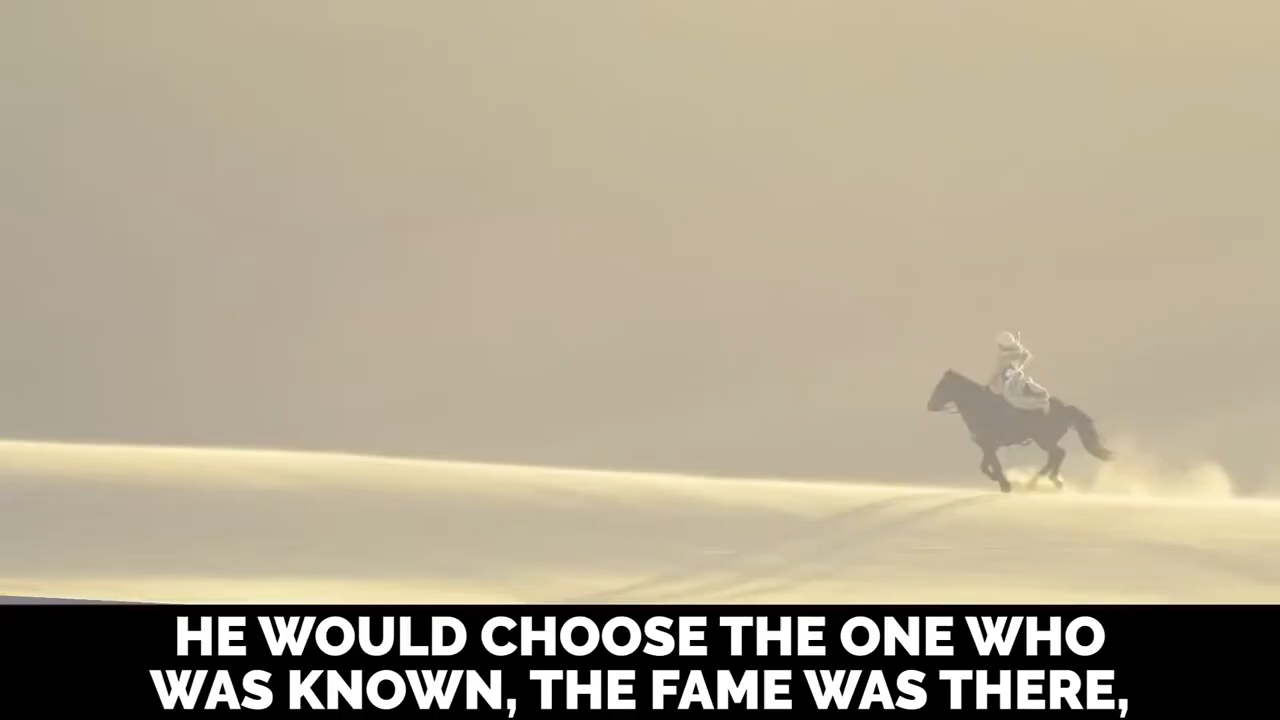 HE WOULD CHOOSE THE ONE WHO
WAS KNOWN, THE FAME WAS THERE,